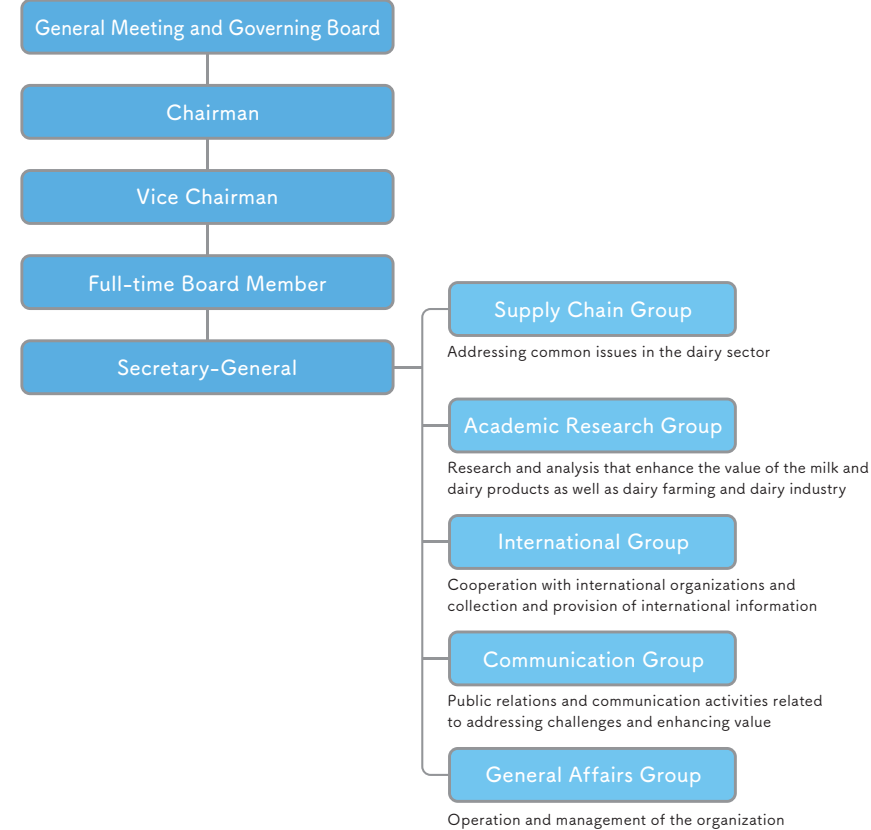 General Meeting and Governing Board
Chairman
Vice Chairman
Full-time Board Member
Secretary-General
Supply Chain Group
Addressing common issues in the dairy sector
Academic Research Group
Research and analysis that enhance the value of the milk and
dairy products as well as dairy farming and dairy industry
International Group
Cooperation with international organizations and
collection and provision of international information
Communication Group
Public relations and communication activities related
to addressing challenges and enhancing value
General Affairs Group
Operation and management of the organization